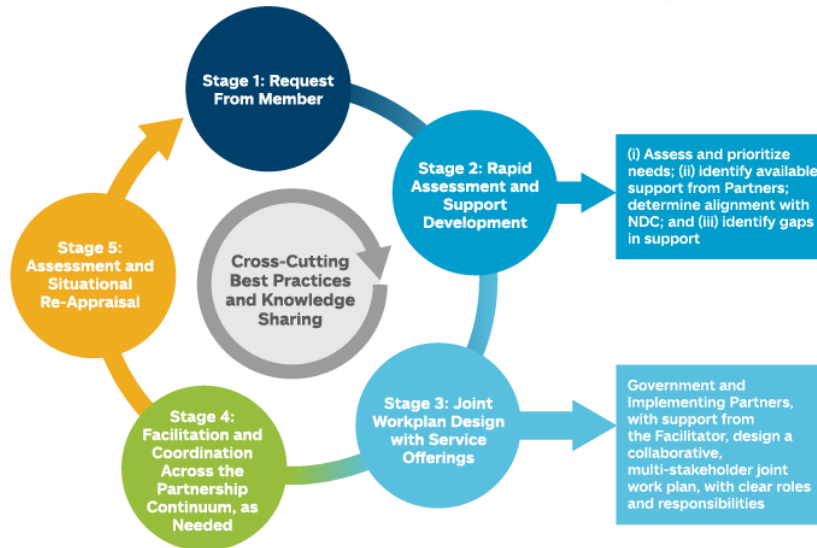 Stage 1: Request
From Member
Stage 2: Rapid
Assessment and
Support
Development
(i) Assess and prioritize
needs; (ii) identify available
support from Partners;
determine alignment with
NDC; and (iii) identify gaps
in support
Stage 5:
Assessment and
Situational
Re-Appraisal
Cross-Cutting
Best Practices
and Knowledge
Sharing
Stage 3: Joint
Workplan Design
with Service
Offerings
Government and
Implementing Partners,
with support from
the Facilitator, design a
collaborative,
multi-stakeholder joint
work plan, with clear roles
and responsibilities
Stage 4:
Facilitation and
Coordination
Across the
Partnership
Continuum, as
Needed